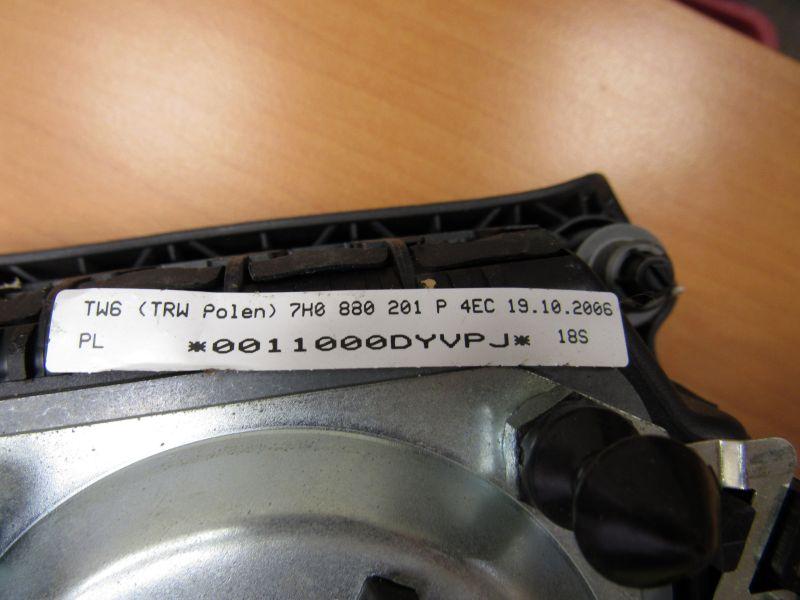 TW6 (TRW Polen) 7H0 880 201 P 4EC 19.10.2006
PL *0011000DYVPJ* 18S